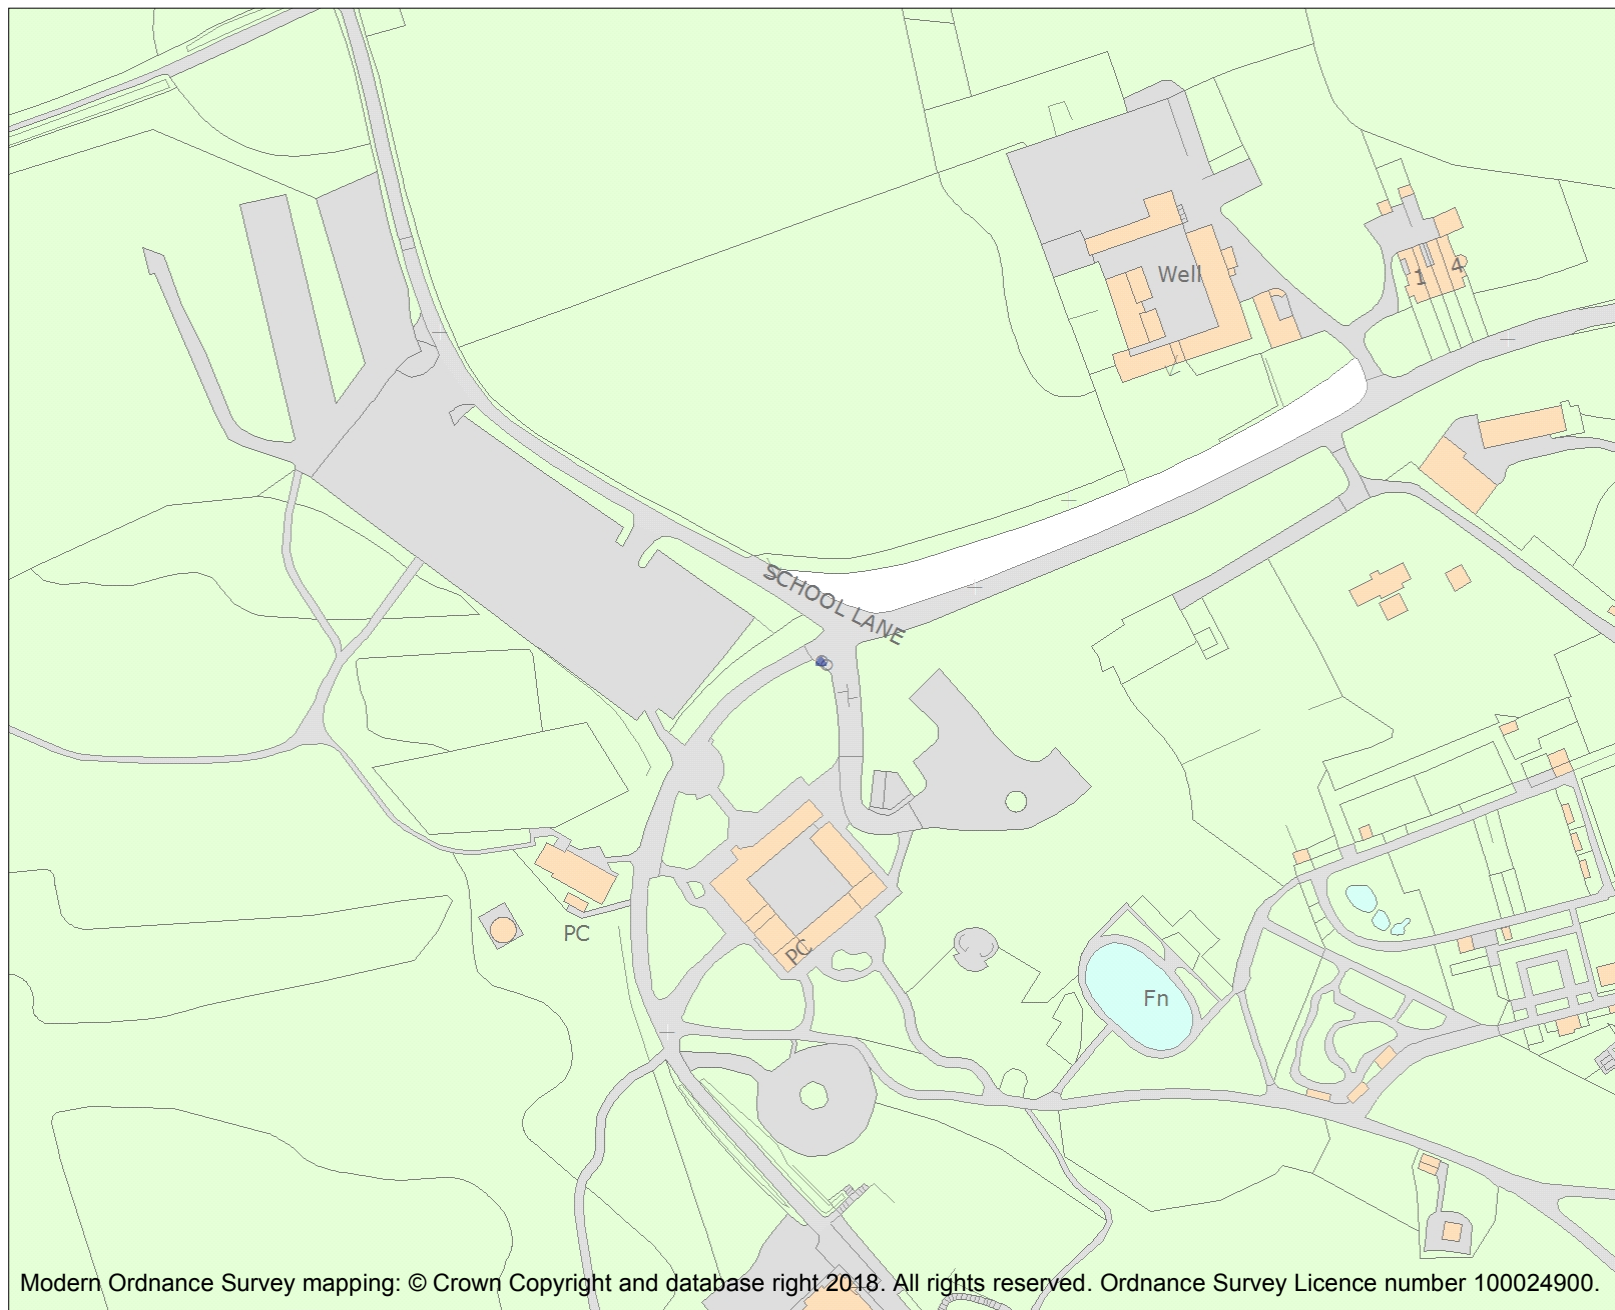 Well
1
4
SCHOOL LANE
PC
PC
Fn
Modern Ordnance Survey mapping: © Crown Copyright and database right 2018. All rights reserved. Ordnance Survey Licence number 100024900.